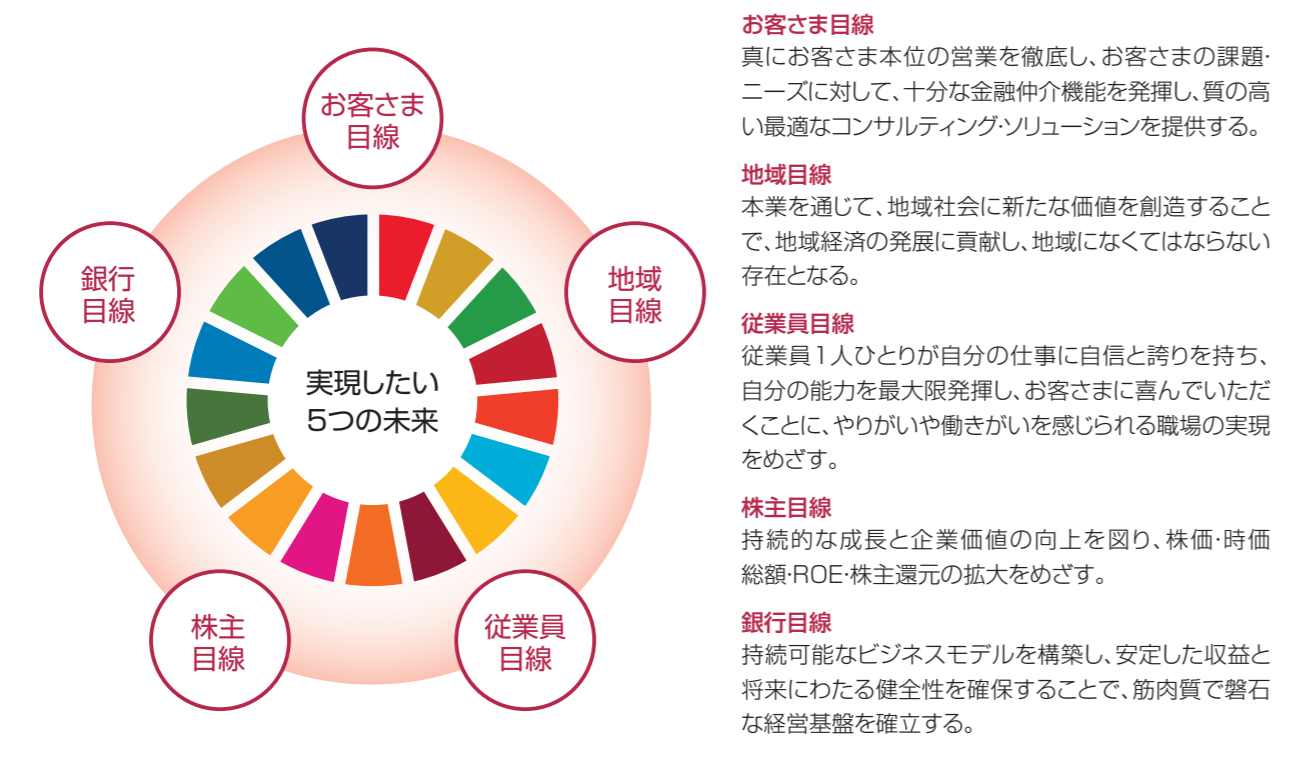 お客さま
目線
地域
目線
従業員
目線
株主
目線
銀行
目線
実現したい
5つの未来
お客さま目線
真にお客さま本位の営業を徹底し、お客さまの課題・
ニーズに対して、十分な金融仲介機能を発揮し、質の高
い最適なコンサルティング・ソリューションを提供する。
地域目線
本業を通じて、地域社会に新たな価値を創造すること
で、地域経済の発展に貢献し、地域になくてはならない
存在となる。
従業員目線
従業員1人ひとりが自分の仕事に自信と誇りを持ち、
自分の能力を最大限発揮し、お客さまに喜んでいただ
くことに、やりがいや働きがいを感じられる職場の実現
をめざす。
株主目線
持続的な成長と企業価値の向上を図り、株価・時価
総額・ROE・株主還元の拡大をめざす。
銀行目線
持続可能なビジネスモデルを構築し、安定した収益と
将来にわたる健全性を確保することで、筋肉質で磐石
な経営基盤を確立する。